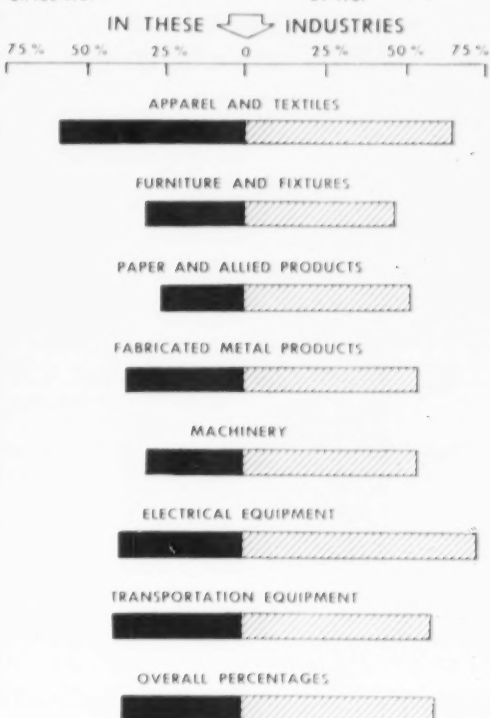 IN THESE INDUSTRIES
75% 50% 25% 0 25% 50% 75%
APPAREL AND TEXTILES
FURNITURE AND FIXTURES
PAPER AND ALLIED PRODUCTS
FABRICATED METAL PRODUCTS
MACHINERY
ELECTRICAL EQUIPMENT
TRANSPORTATION EQUIPMENT
OVERALL PERCENTAGES